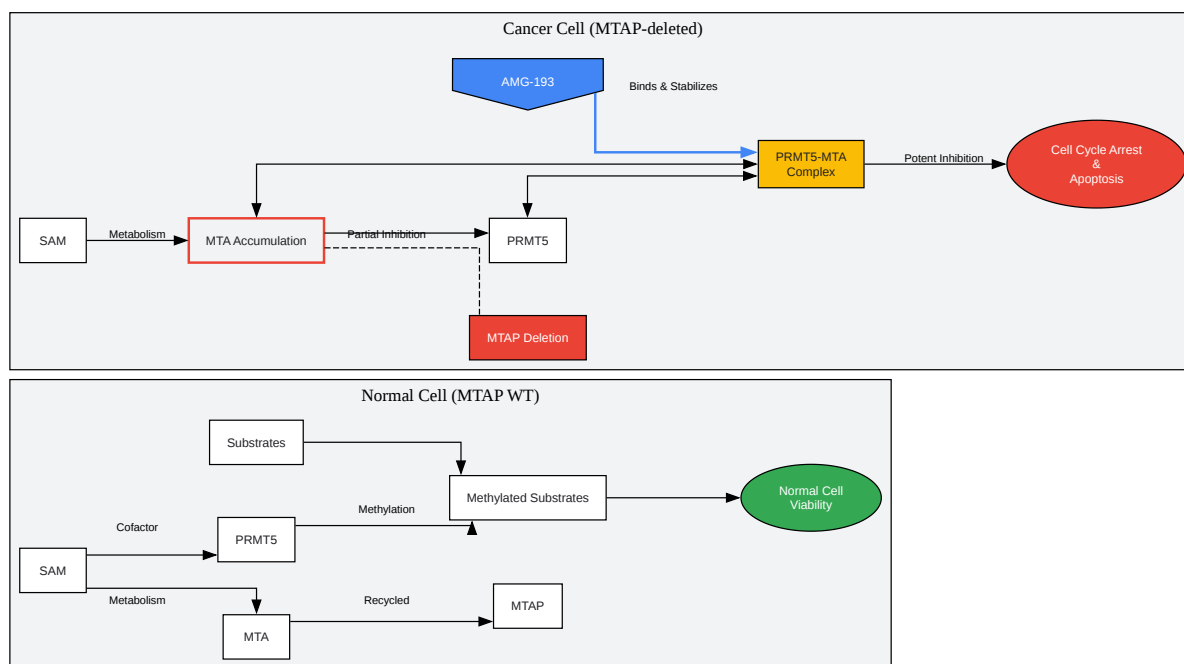 Cancer Cell (MTAP-deleted)
AMG-193
Binds & Stabilizes
PRMT5-MTA
Complex
Potent Inhibition
Cell Cycle Arrest
&
Apoptosis
SAM
Metabolism
MTA Accumulation
Partial Inhibition
PRMT5
MTAP Deletion
Normal Cell (MTAP WT)
Substrates
Methylated Substrates
Normal Cell
Viability
Methylation
Cofactor
PRMT5
SAM
Metabolism
Recycled
MTAP
MTA